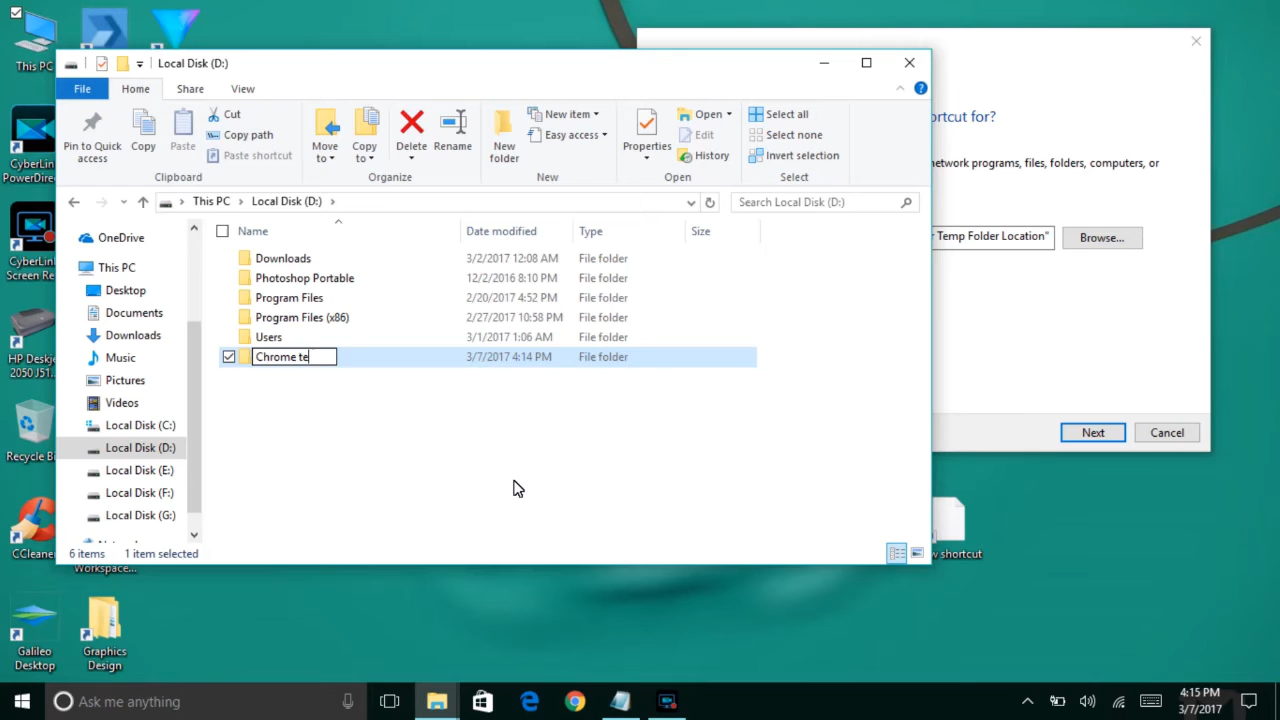 This PC
CyberLin
PowerDirec
CyberLin
Screen Re
HP Deskje
2050 J51
Recycle Bi
CCleane
Workspace...
Galileo
Desktop
Graphics
Design
Local Disk (D:)
File
Home
Share
View
Pin to Quick
access
Copy
Paste
Cut
Copy path
Paste shortcut
Clipboard
Move
to
Copy
to
Delete
Rename
Organize
New
folder
New item
Easy access
New
Properties
Open
Edit
History
Open
Select all
Select none
Invert selection
Select
This PC
Local Disk (D:)
Search Local Disk (D:)
OneDrive
This PC
Desktop
Documents
Downloads
Music
Pictures
Videos
Local Disk (C:)
Local Disk (D:)
Local Disk (E:)
Local Disk (F:)
Local Disk (G:)
Name Date modified Type Size
Downloads 3/2/2017 12:08 AM File folder
Photoshop Portable 12/2/2016 8:10 PM File folder
Program Files 2/20/2017 4:52 PM File folder
Program Files (x86) 2/27/2017 10:58 PM File folder
Users 3/1/2017 1:06 AM File folder
Chrome te 3/7/2017 4:14 PM File folder
6 items 1 item selected
ortcut for?
network programs, files, folders, computers, or
r Temp Folder Location"
Browse...
Next
Cancel
w shortcut
Ask me anything
4:15 PM
3/7/2017